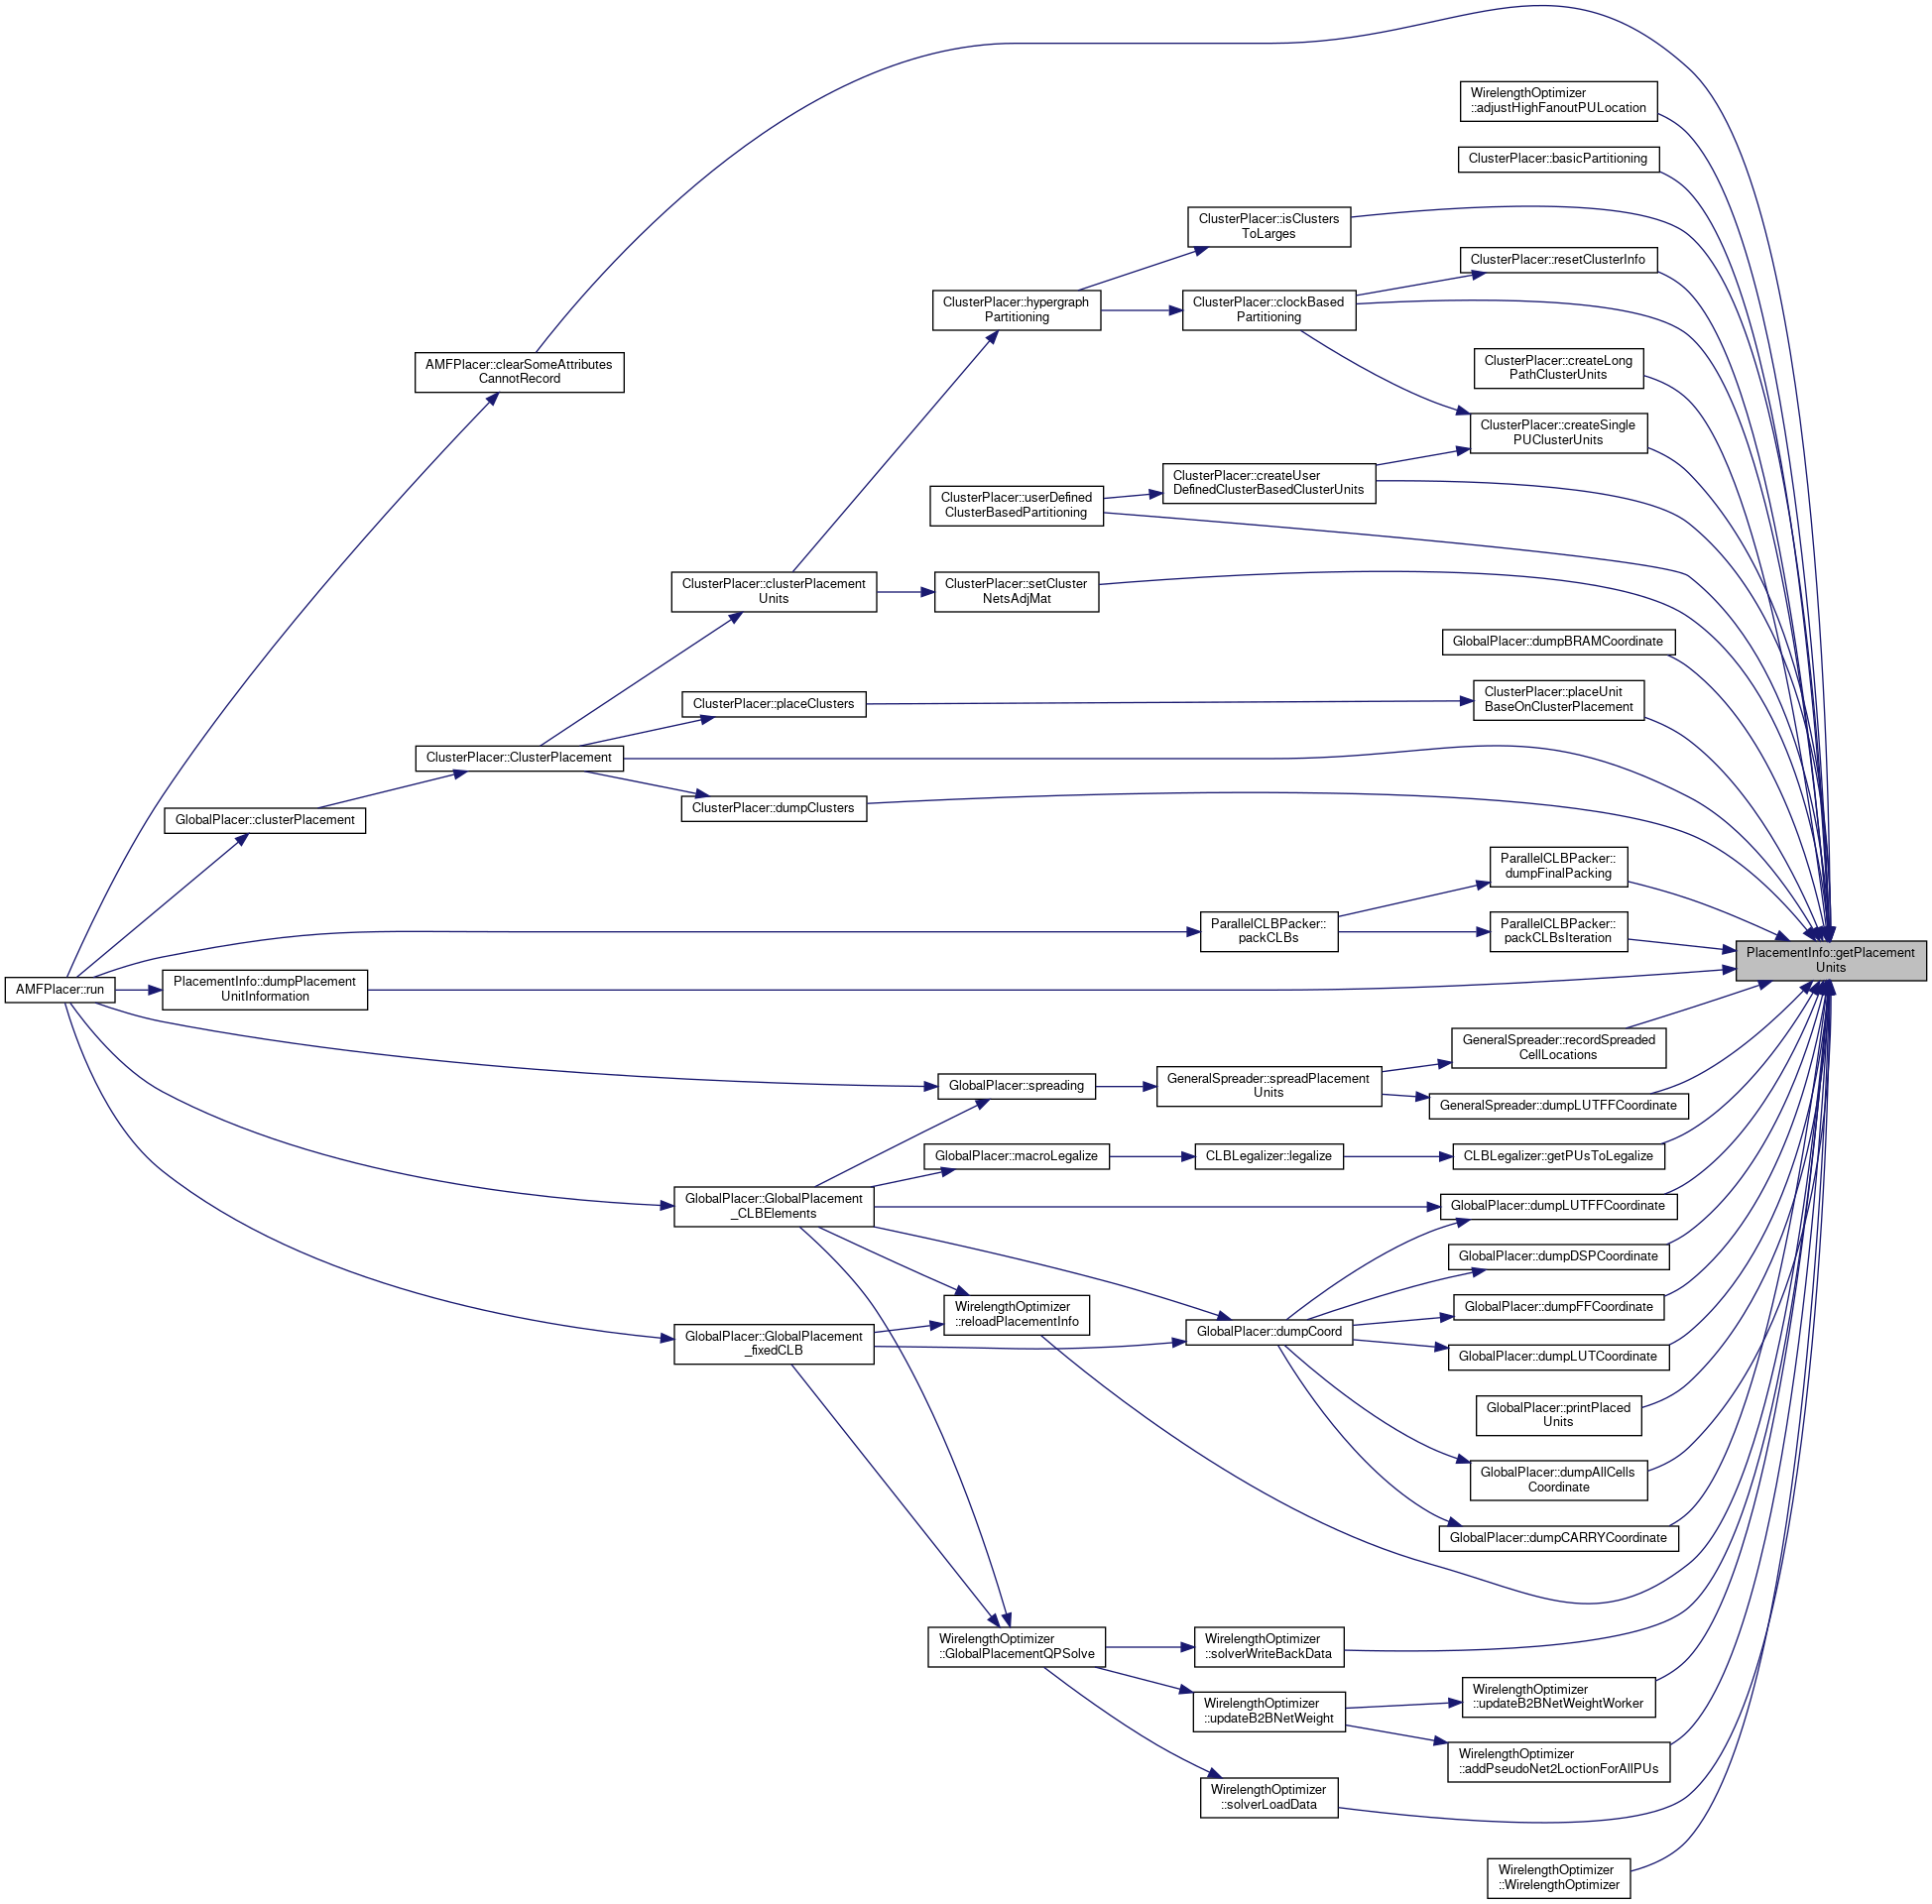 WirelengthOptimizer
::adjustHighFanoutPULocation
ClusterPlacer::basicPartitioning
ClusterPlacer::isClusters
ToLarges
ClusterPlacer::resetClusterInfo
ClusterPlacer::hypergraph
Partitioning
ClusterPlacer::clockBased
Partitioning
AMFPlacer::clearSomeAttributes
CannotRecord
ClusterPlacer::createLong
PathClusterUnits
ClusterPlacer::createSingle
PUClusterUnits
ClusterPlacer::createUser
DefinedClusterBasedClusterUnits
ClusterPlacer::userDefined
ClusterBasedPartitioning
ClusterPlacer::clusterPlacement
Units
ClusterPlacer::setCluster
NetsAdjMat
GlobalPlacer::dumpBRAMCoordinate
ClusterPlacer::placeClusters
ClusterPlacer::placeUnit
BaseOnClusterPlacement
ClusterPlacer::ClusterPlacement
ClusterPlacer::dumpClusters
GlobalPlacer::clusterPlacement
ParallelCLBPacker::
dumpFinalPacking
ParallelCLBPacker::
packCLBs
ParallelCLBPacker::
packCLBsIteration
PlacementInfo::getPlacement
Units
AMFPlacer::run
PlacementInfo::dumpPlacement
UnitInformation
GeneralSpreader::recordSpreaded
CellLocations
GlobalPlacer::spreading
GeneralSpreader::spreadPlacement
Units
GeneralSpreader::dumpLUTFFCoordinate
GlobalPlacer::macroLegalize
CLBLegalizer::legalize
CLBLegalizer::getPUsToLegalize
GlobalPlacer::GlobalPlacement
_CLBElements
GlobalPlacer::dumpLUTFFCoordinate
GlobalPlacer::dumpDSPCoordinate
WirelengthOptimizer
::reloadPlacementInfo
GlobalPlacer::dumpFFCoordinate
GlobalPlacer::GlobalPlacement
_fixedCLB
GlobalPlacer::dumpCoord
GlobalPlacer::dumpLUTCoordinate
GlobalPlacer::printPlaced
Units
GlobalPlacer::dumpAllCells
Coordinate
GlobalPlacer::dumpCARRYCoordinate
WirelengthOptimizer
::GlobalPlacementQPSolve
WirelengthOptimizer
::solverWriteBackData
WirelengthOptimizer
::updateB2BNetWeight
WirelengthOptimizer
::updateB2BNetWeightWorker
WirelengthOptimizer
::addPseudoNet2LoctionForAllPUs
WirelengthOptimizer
::solverLoadData
WirelengthOptimizer
::WirelengthOptimizer